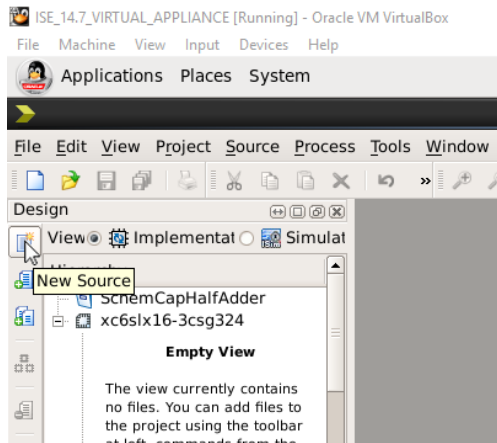 ISE_14.7_VIRTUAL_APPLIANCE [Running] - Oracle VM VirtualBox
File Machine View Input Devices Help
Applications Places System
File Edit View Project Source Process Tools Window
Design
View Implementat Simulat
New Source
SchemCapHalfAdder
xc6slx16-3csg324
Empty View
The view currently contains
no files. You can add files to
the project using the toolbar
at left, commands from the